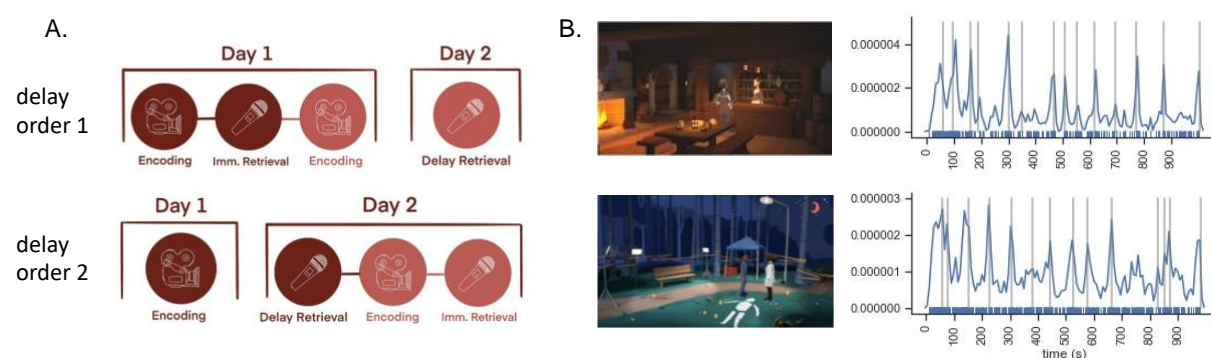 A.
delay
order 1
Day 1
Day 2
Encoding
Imm. Retrieval
Encoding
Delay Retrieval
delay
order 2
Day 1
Day 2
Encoding
Delay Retrieval
Encoding
Imm. Retrieval
B.
0.000004
0.000002
0.000000
0
100
200
300
400
500
600
700
800
900
0.000003
0.000002
0.000001
0.000000
0
100
200
300
400
500
600
700
800
900
time (s)